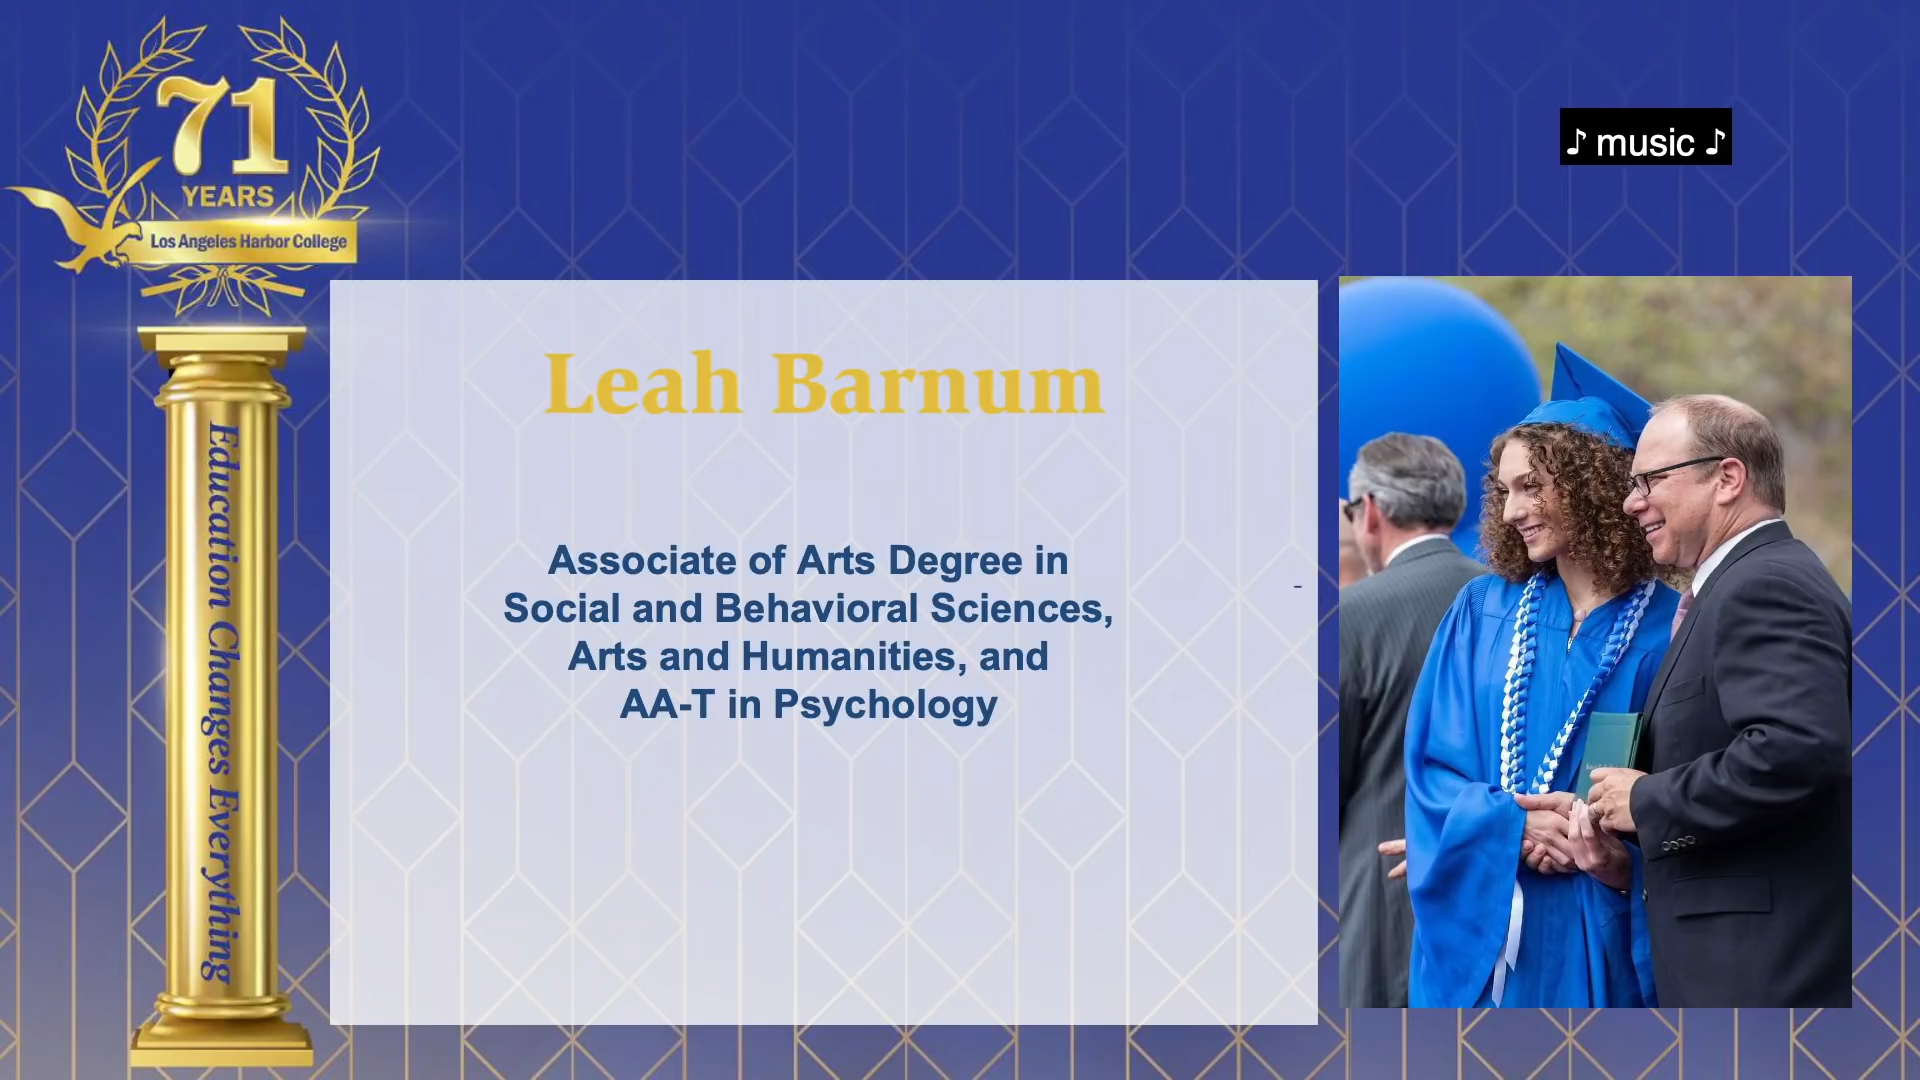 71
YEARS
Los Angeles Harbor College
Education Changes Everything
♪ music ♪
Leah Barnum
Associate of Arts Degree in
Social and Behavioral Sciences,
Arts and Humanities, and
AA-T in Psychology
-